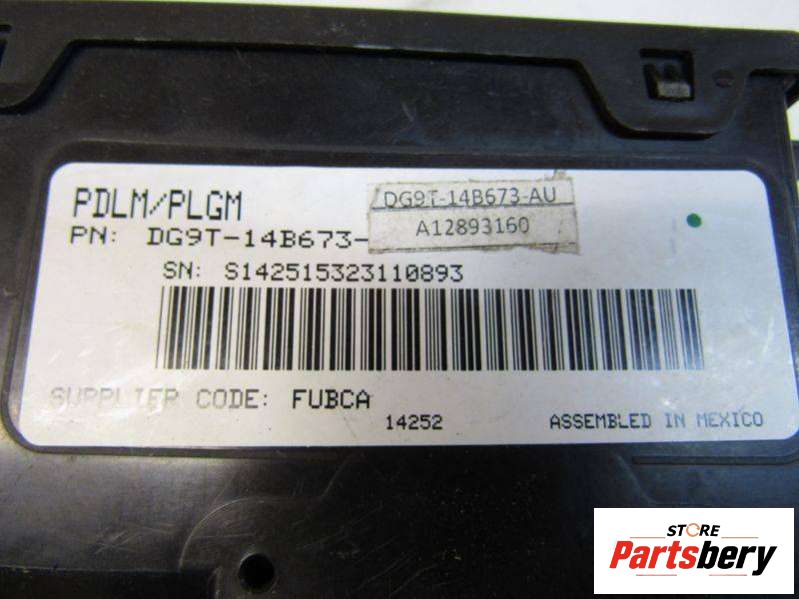 PDLM/PLGM
PN: DG9T-14B673-
DG9T-14B673-AU
A12893160
SN: S142515323110893
SUPPLIER CODE: FUBCA
14252
ASSEMBLED IN MEXICO
STORE
Partsbery